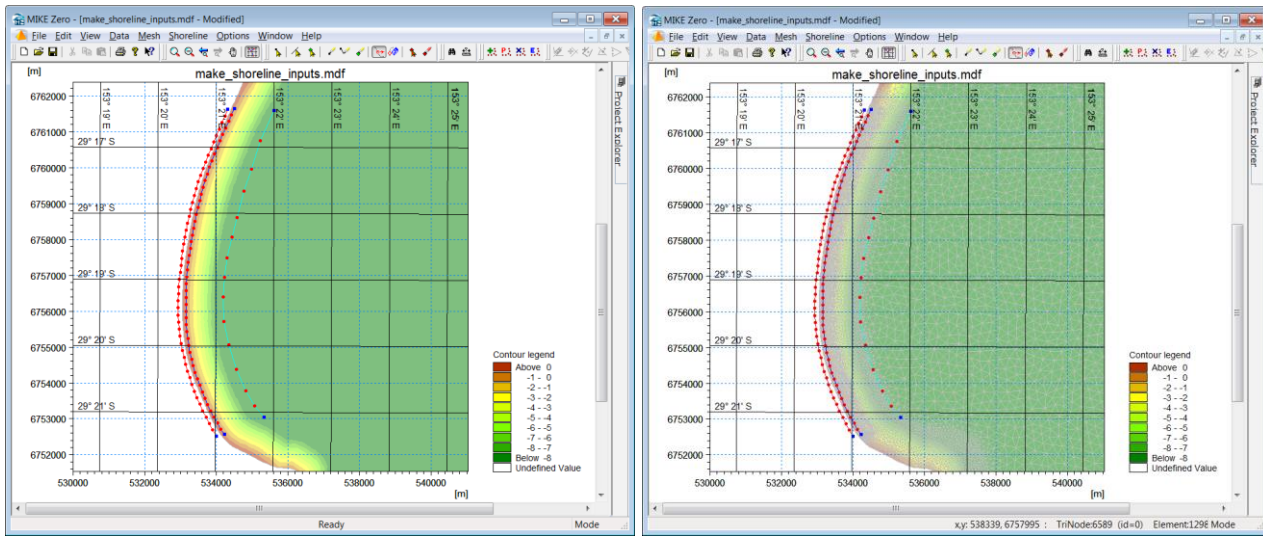 MIKE Zero - [make_shoreline_inputs.mdf - Modified]
File Edit View Data Mesh Shoreline Options Window Help
[m]
make_shoreline_inputs.mdf
6762000
6761000
6760000
6759000
6758000
6757000
6756000
6755000
6754000
6753000
6752000
153° 19' E
153° 20' E
153° 21' E
153° 22' E
153° 23' E
153° 24' E
153° 25' E
29° 17' S
29° 18' S
29° 19' S
29° 20' S
29° 21' S
Contour legend
Above 0
-1 - 0
-2 - -1
-3 - -2
-4 - -3
-5 - -4
-6 - -5
-7 - -6
-8 - -7
Below -8
Undefined Value
530000 532000 534000 536000 538000 540000
[m]
Project Explorer
Ready Mode
MIKE Zero - [make_shoreline_inputs.mdf - Modified]
File Edit View Data Mesh Shoreline Options Window Help
[m]
make_shoreline_inputs.mdf
6762000
6761000
6760000
6759000
6758000
6757000
6756000
6755000
6754000
6753000
6752000
153° 19' E
153° 20' E
153° 21' E
153° 22' E
153° 23' E
153° 24' E
153° 25' E
29° 17' S
29° 18' S
29° 19' S
29° 20' S
29° 21' S
Contour legend
Above 0
-1 - 0
-2 - -1
-3 - -2
-4 - -3
-5 - -4
-6 - -5
-7 - -6
-8 - -7
Below -8
Undefined Value
530000 532000 534000 536000 538000 540000
[m]
Project Explorer
x,y: 538339, 6757995 : TriNode:6589 (id=0) Element:1298 Mode